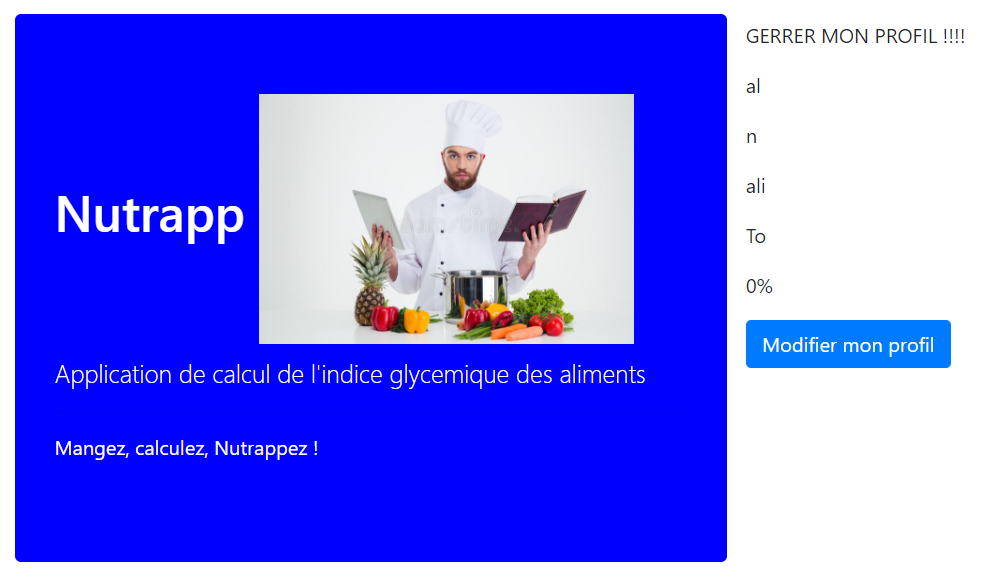 Nutrapp
Application de calcul de l'indice glycemique des aliments
Mangez, calculez, Nutrappez !
GERRER MON PROFIL !!!!
al
n
ali
To
0%
Modifier mon profil